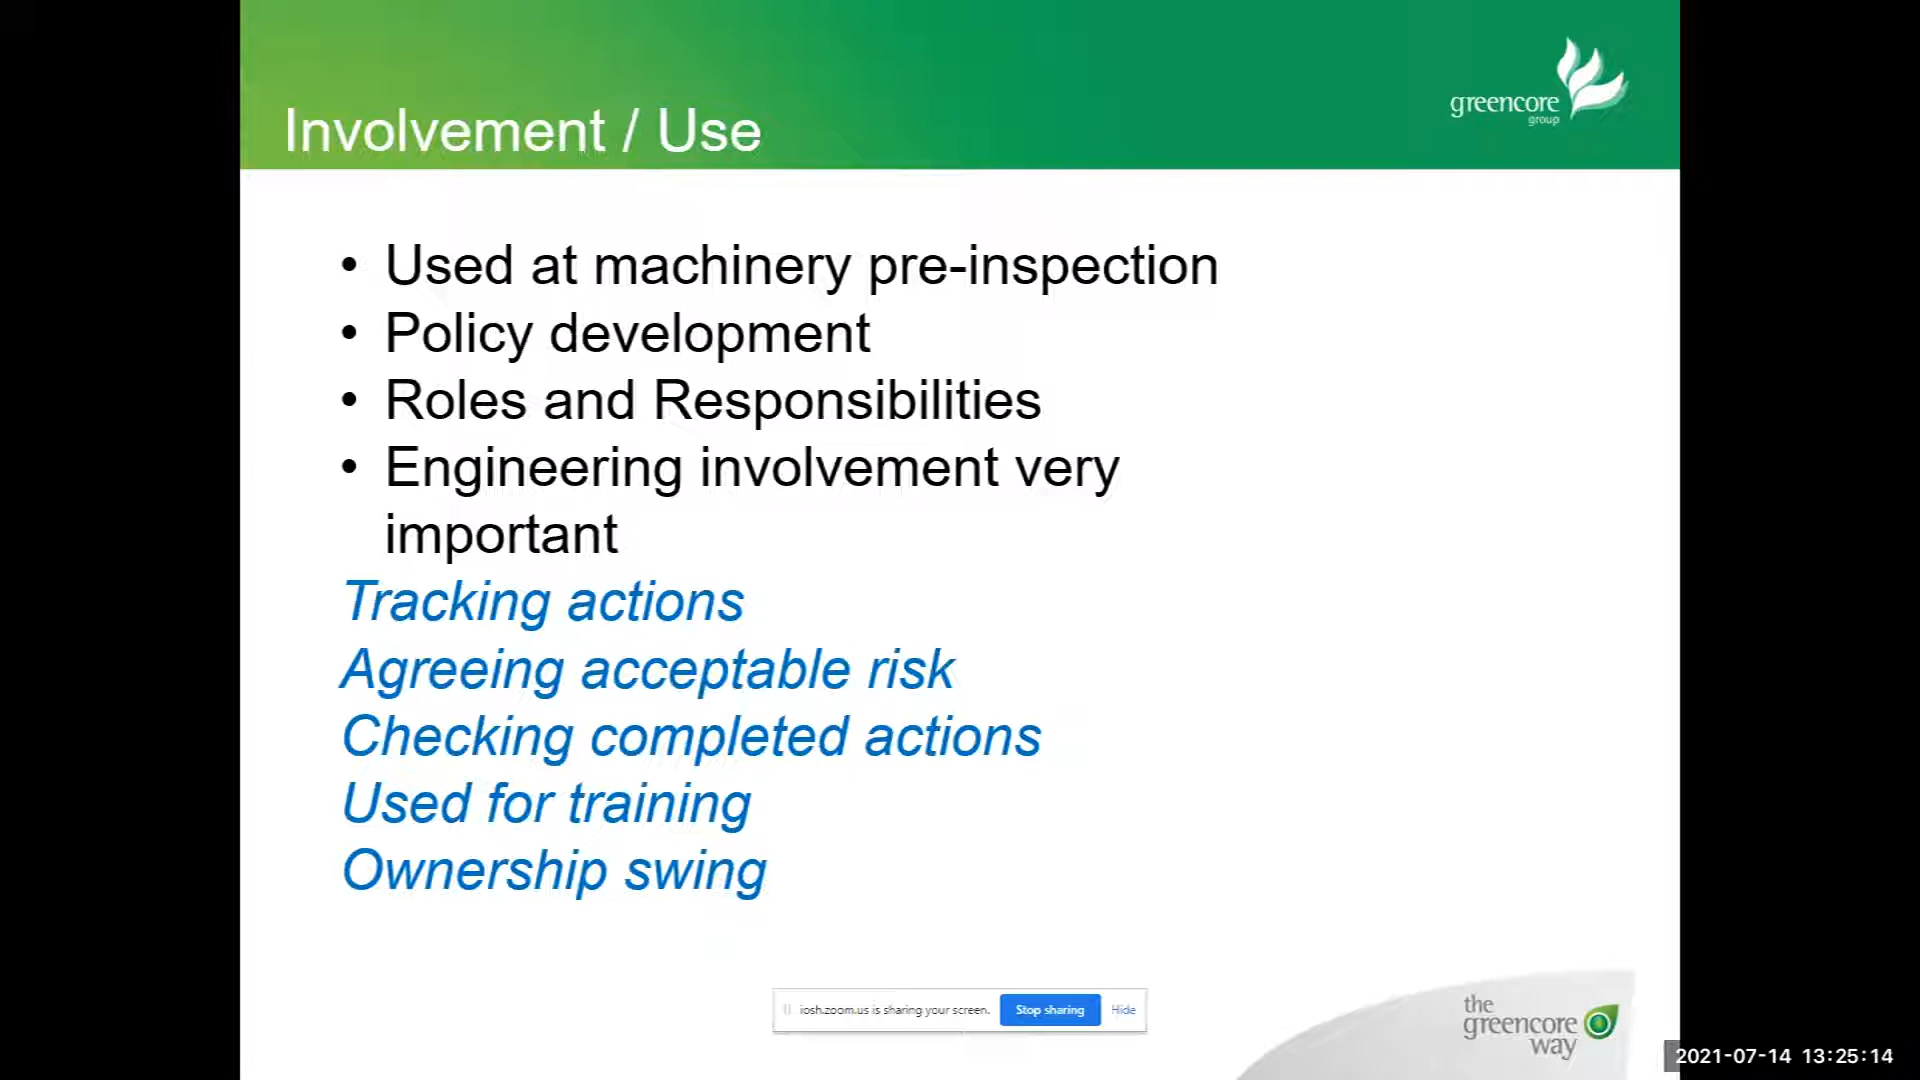 greencore
group
Involvement / Use
• Used at machinery pre-inspection
• Policy development
• Roles and Responsibilities
• Engineering involvement very
important
Tracking actions
Agreeing acceptable risk
Checking completed actions
Used for training
Ownership swing
iosh.zoom.us is sharing your screen. Stop sharing Hide
the
greencore
way
2021-07-14 13:25:14